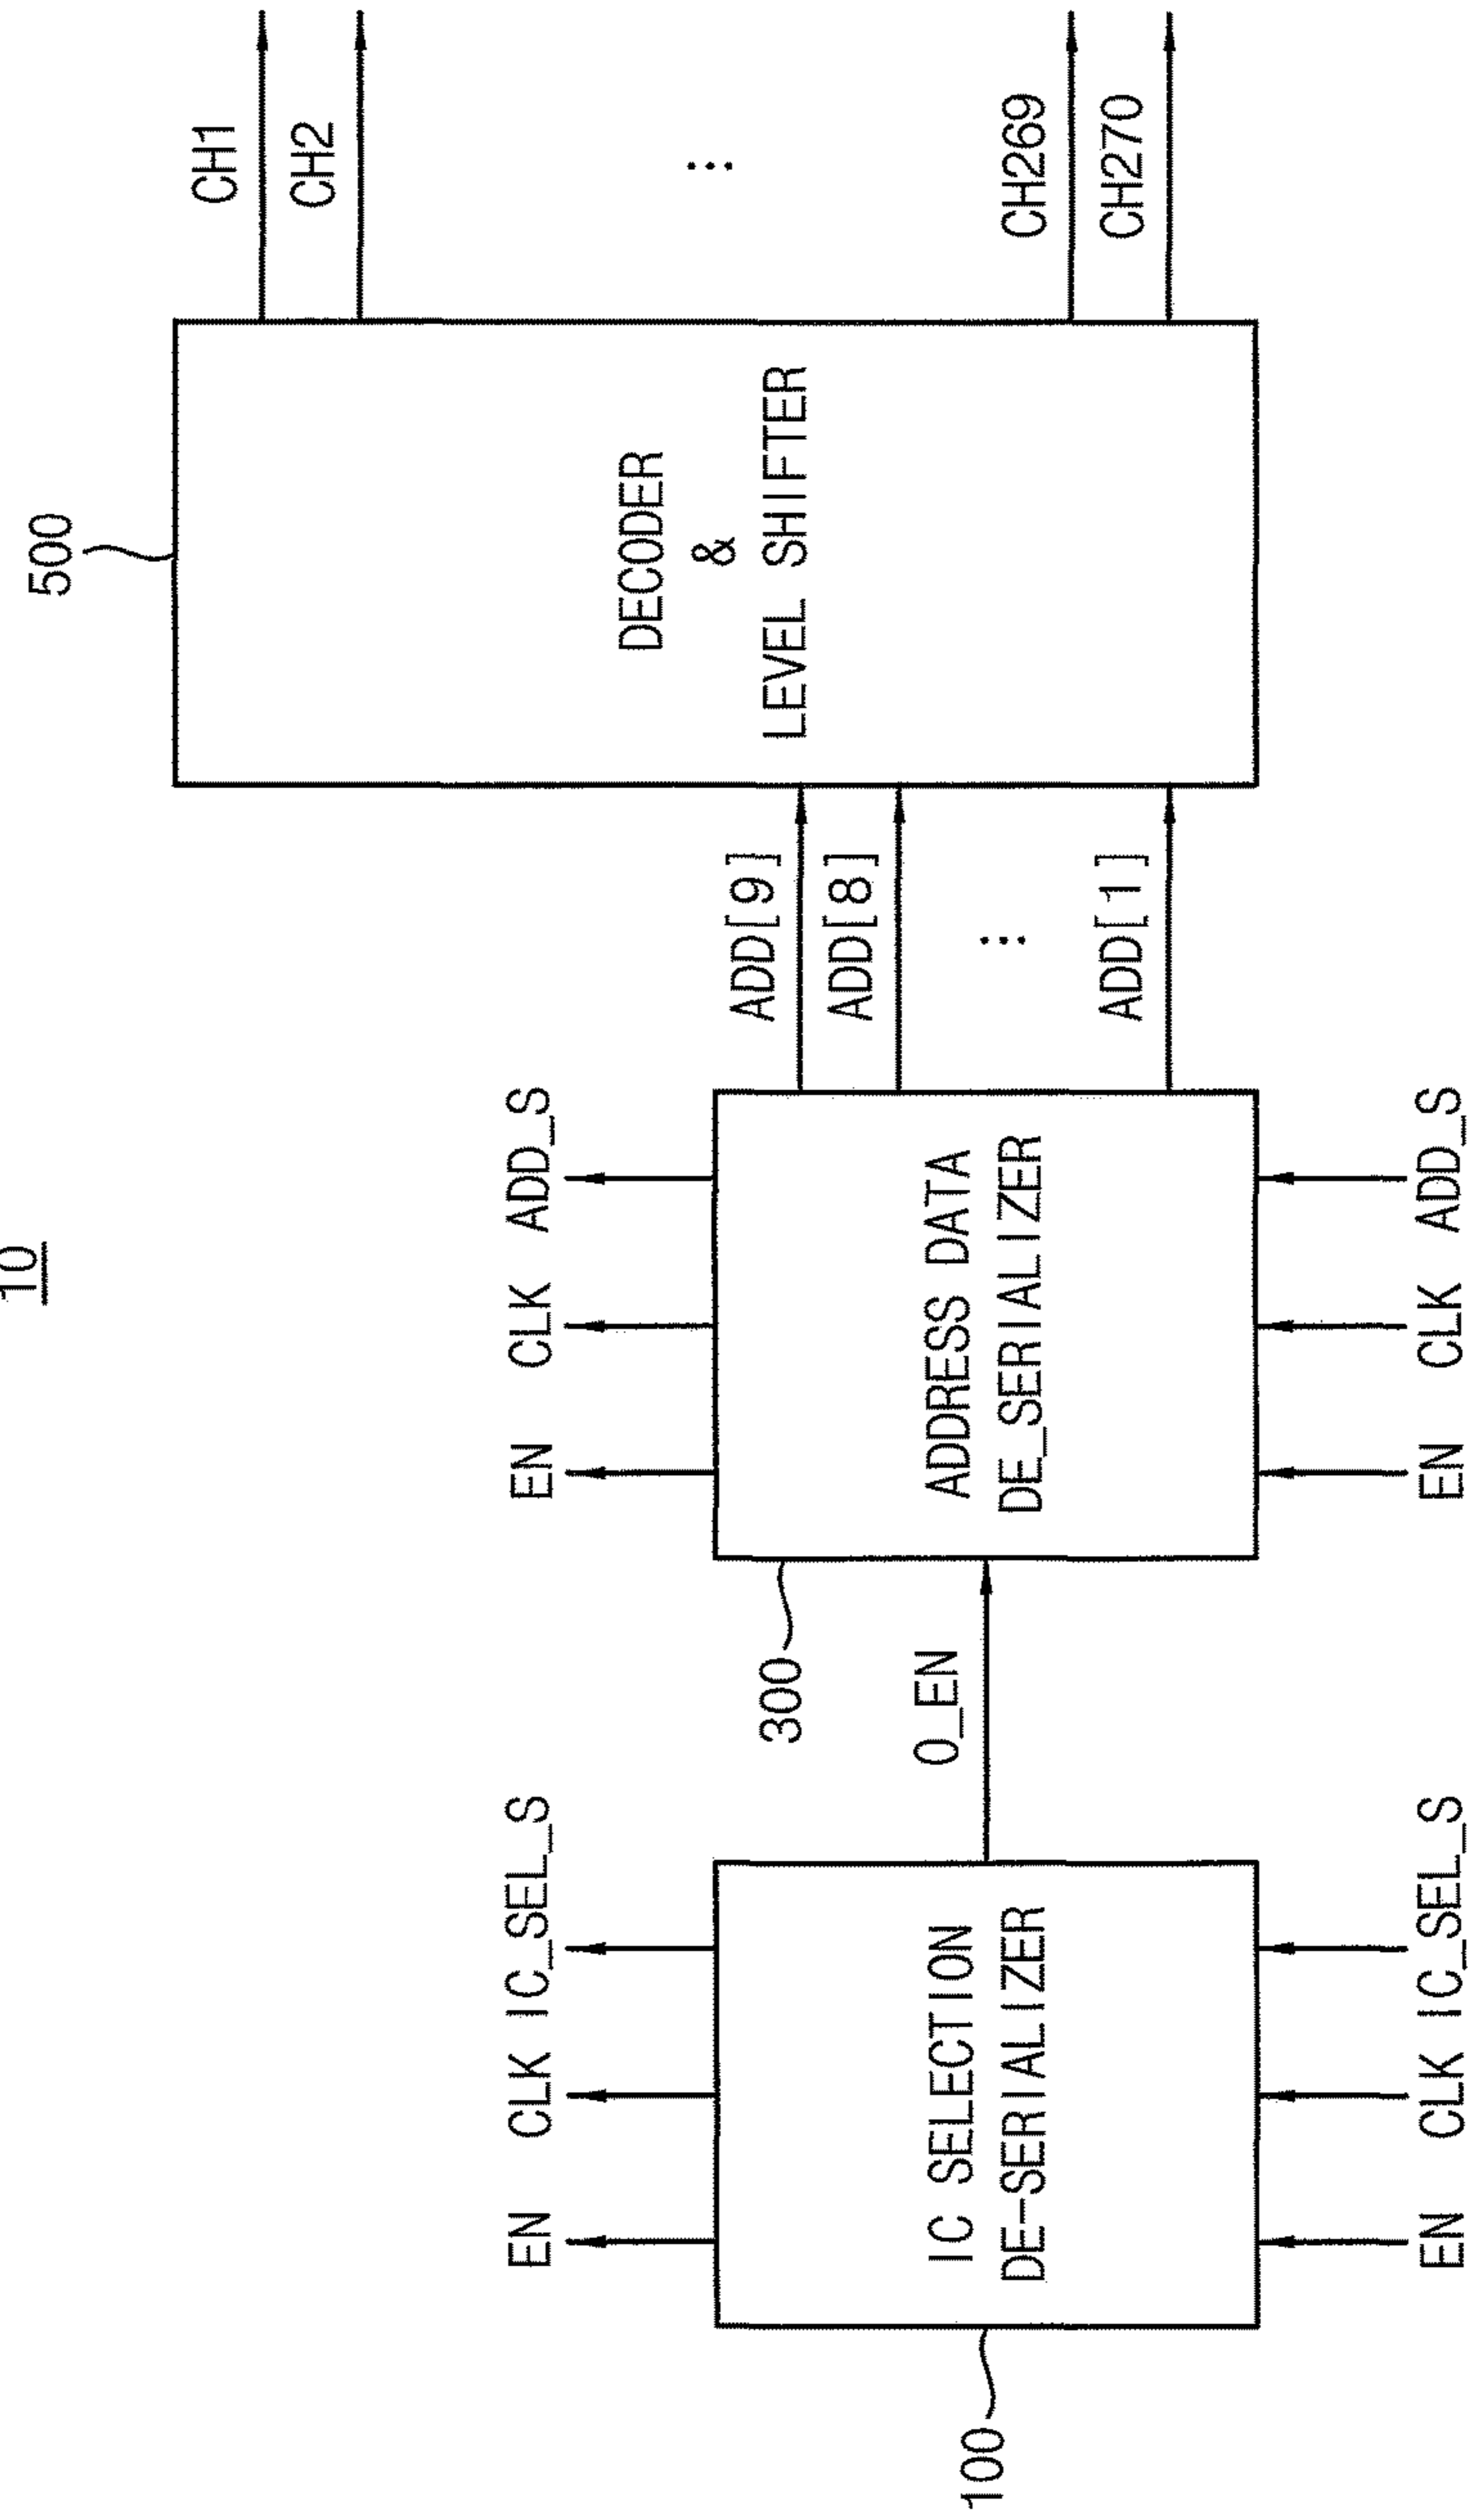 10
500
CH1
CH2
⋮
CH269
CH270
DECODER
&
LEVEL SHIFTER
ADD[9]
ADD[8]
⋮
ADD[1]
EN CLK IC_SEL_S
EN CLK ADD_S
300
O_EN
100
IC SELECTION
DE-SERIALIZER
ADDRESS DATA
DE_SERIALIZER
EN CLK IC_SEL_S
EN CLK ADD_S